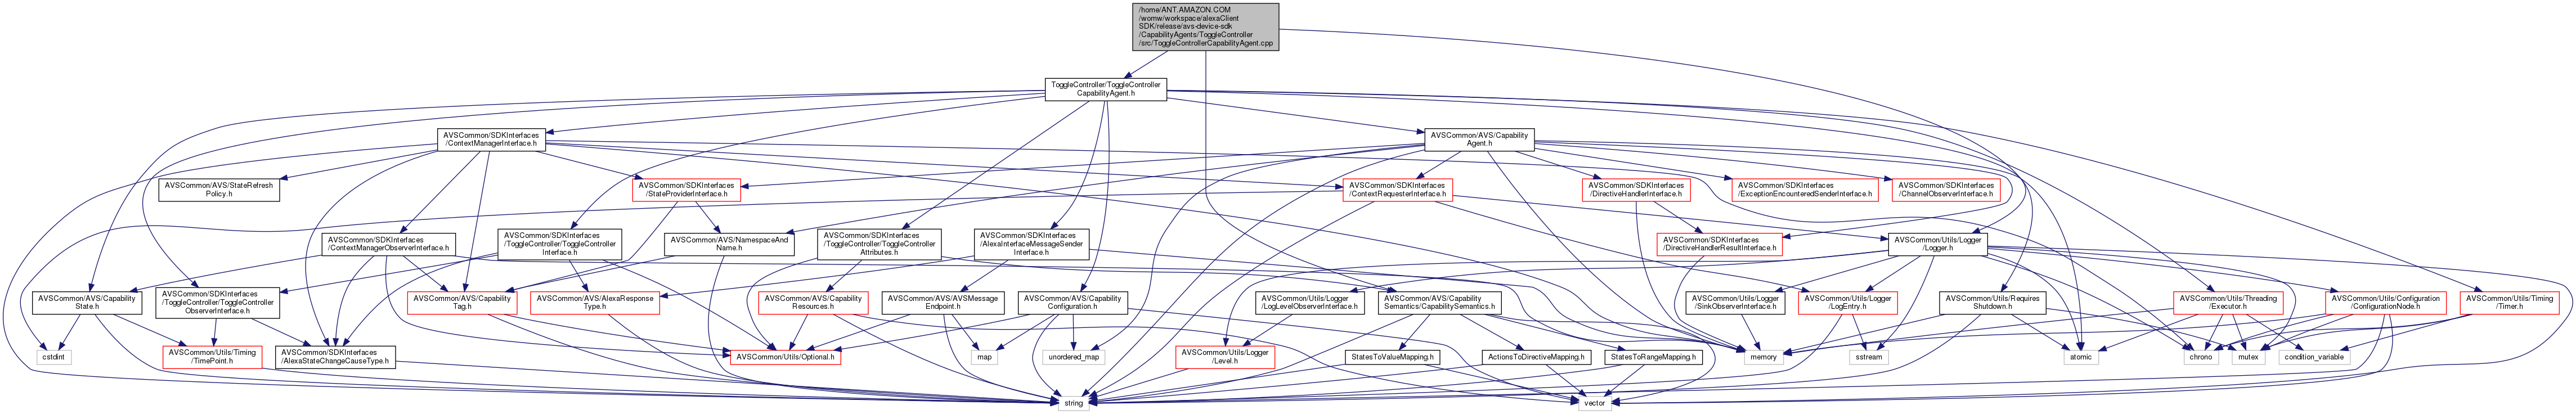 /home/ANT.AMAZON.COM
/womw/workspace/alexaClient
SDK/release/avs-device-sdk
/CapabilityAgents/ToggleController
/src/ToggleControllerCapabilityAgent.cpp
ToggleController/ToggleController
CapabilityAgent.h
AVSCommon/SDKInterfaces
/ContextManagerInterface.h
AVSCommon/AVS/Capability
Agent.h
AVSCommon/AVS/StateRefresh
Policy.h
AVSCommon/SDKInterfaces
/StateProviderInterface.h
AVSCommon/SDKInterfaces
/ContextRequesterInterface.h
AVSCommon/SDKInterfaces
/DirectiveHandlerInterface.h
AVSCommon/SDKInterfaces
/ExceptionEncounteredSenderInterface.h
AVSCommon/SDKInterfaces
/ChannelObserverInterface.h
AVSCommon/SDKInterfaces
/ContextManagerObserverInterface.h
AVSCommon/SDKInterfaces
/ToggleController/ToggleController
Interface.h
AVSCommon/AVS/NamespaceAnd
Name.h
AVSCommon/SDKInterfaces
/ToggleController/ToggleController
Attributes.h
AVSCommon/SDKInterfaces
/AlexaInterfaceMessageSender
Interface.h
AVSCommon/SDKInterfaces
/DirectiveHandlerResultInterface.h
AVSCommon/Utils/Logger
/Logger.h
AVSCommon/AVS/Capability
State.h
AVSCommon/SDKInterfaces
/ToggleController/ToggleController
ObserverInterface.h
AVSCommon/AVS/Capability
Tag.h
AVSCommon/AVS/AlexaResponse
Type.h
AVSCommon/AVS/Capability
Resources.h
AVSCommon/AVS/AVSMessage
Endpoint.h
AVSCommon/AVS/Capability
Configuration.h
AVSCommon/Utils/Logger
/LogLevelObserverInterface.h
AVSCommon/AVS/Capability
Semantics/CapabilitySemantics.h
AVSCommon/Utils/Logger
/SinkObserverInterface.h
AVSCommon/Utils/Logger
/LogEntry.h
AVSCommon/Utils/Requires
Shutdown.h
AVSCommon/Utils/Threading
/Executor.h
AVSCommon/Utils/Configuration
/ConfigurationNode.h
AVSCommon/Utils/Timing
/Timer.h
cstdint
AVSCommon/Utils/Timing
/TimePoint.h
AVSCommon/SDKInterfaces
/AlexaStateChangeCauseType.h
AVSCommon/Utils/Optional.h
map
unordered_map
AVSCommon/Utils/Logger
/Level.h
StatesToValueMapping.h
ActionsToDirectiveMapping.h
StatesToRangeMapping.h
memory
sstream
atomic
chrono
mutex
condition_variable
string
vector